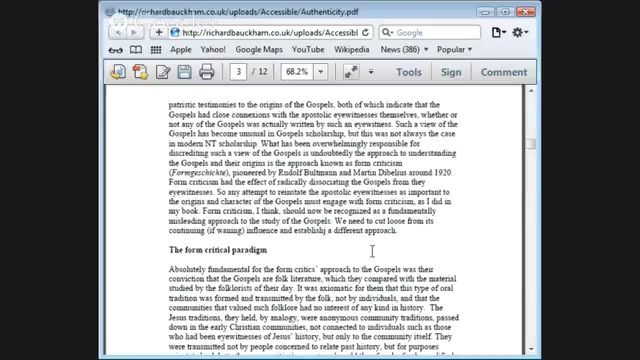 http://richardbauckham.co.uk/uploads/Accessible/Authenticity.pdf
http://richardbauckham.co.uk/uploads/Accessibl
Google
Apple Yahoo! Google Maps YouTube Wikipedia News (386) Popular
3 / 12 68.2% Tools Sign Comment
patristic testimonies to the origins of the Gospels, both of which indicate that the
Gospels had close connexions with the apostolic eyewitnesses themselves, whether or
not any of the Gospels was actually written by such an eyewitness. Such a view of the
Gospels has become unusual in Gospels scholarship, but this was not always the case
in modern NT scholarship. What has been overwhelmingly responsible for
discrediting such a view of the Gospels is undoubtedly the approach to understanding
the Gospels and their origins is the approach known as form criticism
(Formgeschichte), pioneered by Rudolf Bultmann and Martin Dibelius around 1920.
Form criticism had the effect of radically dissociating the Gospels from they
eyewitnesses. So any attempt to reinstate the apostolic eyewitnesses as important to
the origins and character of the Gospels must engage with form criticism, as I did in
my book. Form criticism, I think, should now be recognized as a fundamentally
misleading approach to the study of the Gospels. We need to cut loose from its
continuing (if waning) influence and establishj a different approach.
The form critical paradigm
Absolutely fundamental for the form critics' approach to the Gospels was their
conviction that the Gospels are folk literature, which they compared with the material
studied by the folklorists of their day. It was axiomatic for them that this type of oral
tradition was formed and transmitted by the folk, not by individuals, and that the
communities that valued such folklore had no interest of any kind in history. The
Jesus traditions, they held, by analogy, were anonymous community traditions, passed
down in the early Christian communities, not connected to individuals such as those
who had been eyewitnesses of Jesus' history, but only to the community itself. They
were transmitted not by people concerned to relate past history, but for purposes